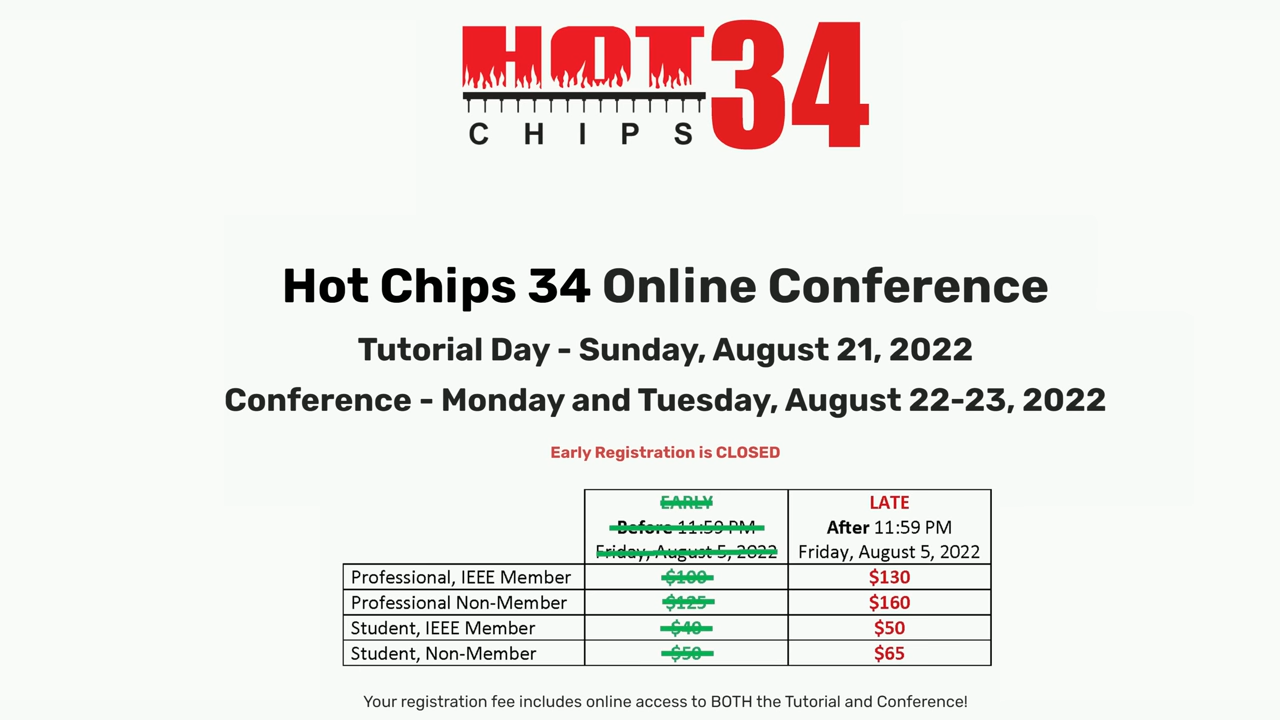 HOT 34
CHIPS
Hot Chips 34 Online Conference
Tutorial Day - Sunday, August 21, 2022
Conference - Monday and Tuesday, August 22-23, 2022
Early Registration is CLOSED
EARLY LATE
Before 11:59 PM After 11:59 PM
Friday, August 5, 2022 Friday, August 5, 2022
Professional, IEEE Member $100 $130
Professional Non-Member $125 $160
Student, IEEE Member $40 $50
Student, Non-Member $50 $65
Your registration fee includes online access to BOTH the Tutorial and Conference!